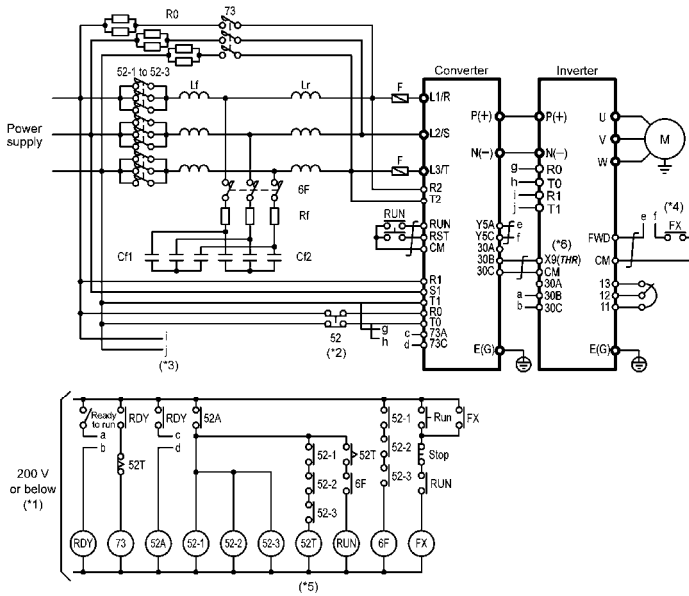 R0
73
52-1 to 52-3
Lf
Lr
F
Converter
Inverter
L1/R
P(+)
P(+)
U
Power
supply
L2/S
V
M
N(−)
N(−)
W
F
L3/T
g
R0
6F
R2
h
T0
T2
i
R1
j
T1
Rf
RUN
RUN
Y5A
e
RST
Y5C
f
CM
30A
(*4)
e
f
FX
FWD
Cf1
Cf2
30B
(*6)
X9(THR)
CM
30C
CM
R1
30A
13
S1
a
30B
12
T1
b
30C
11
R0
g
T0
i
52
h
c
73A
j
(*3)
(*2)
d
73C
E(G)
E(G)
200 V
or below
(*1)
Ready
to run
RDY
RDY
52A
52-1
Run
FX
a
c
b
d
52-1
52T
52-2
Stop
52T
52-2
6F
52-3
RUN
52-3
RDY
73
52A
52-1
52-2
52-3
52T
RUN
6F
FX
(*5)